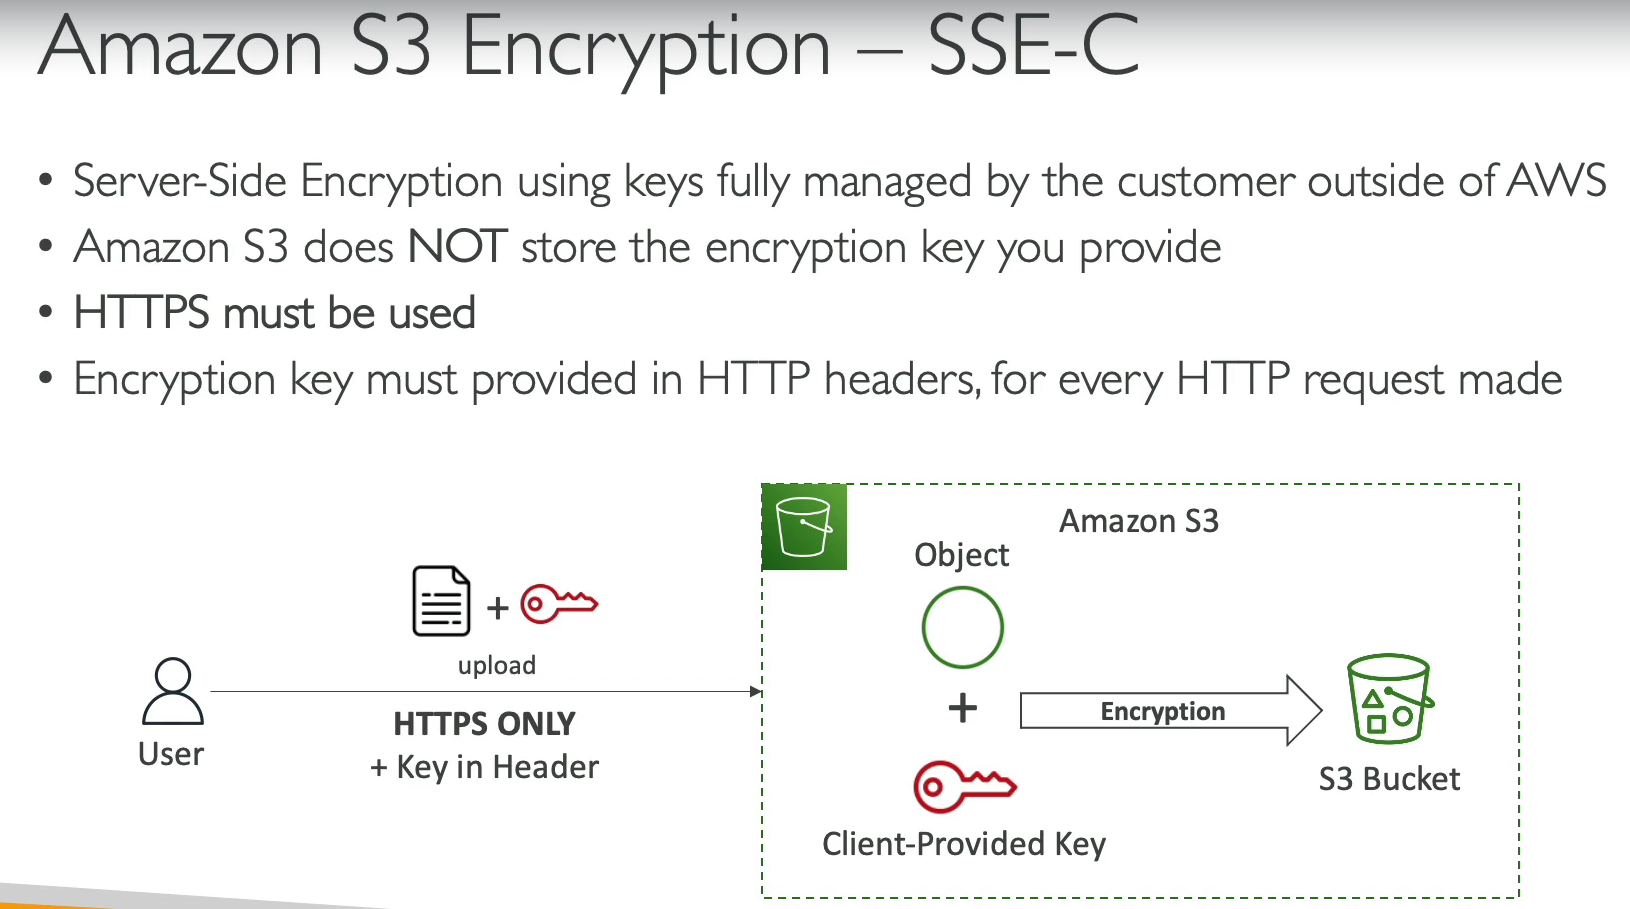 Amazon S3 Encryption – SSE-C
• Server-Side Encryption using keys fully managed by the customer outside of AWS
• Amazon S3 does NOT store the encryption key you provide
• HTTPS must be used
• Encryption key must provided in HTTP headers, for every HTTP request made
Amazon S3
Object
+
upload
HTTPS ONLY
+ Key in Header
User
+
Encryption
S3 Bucket
Client-Provided Key